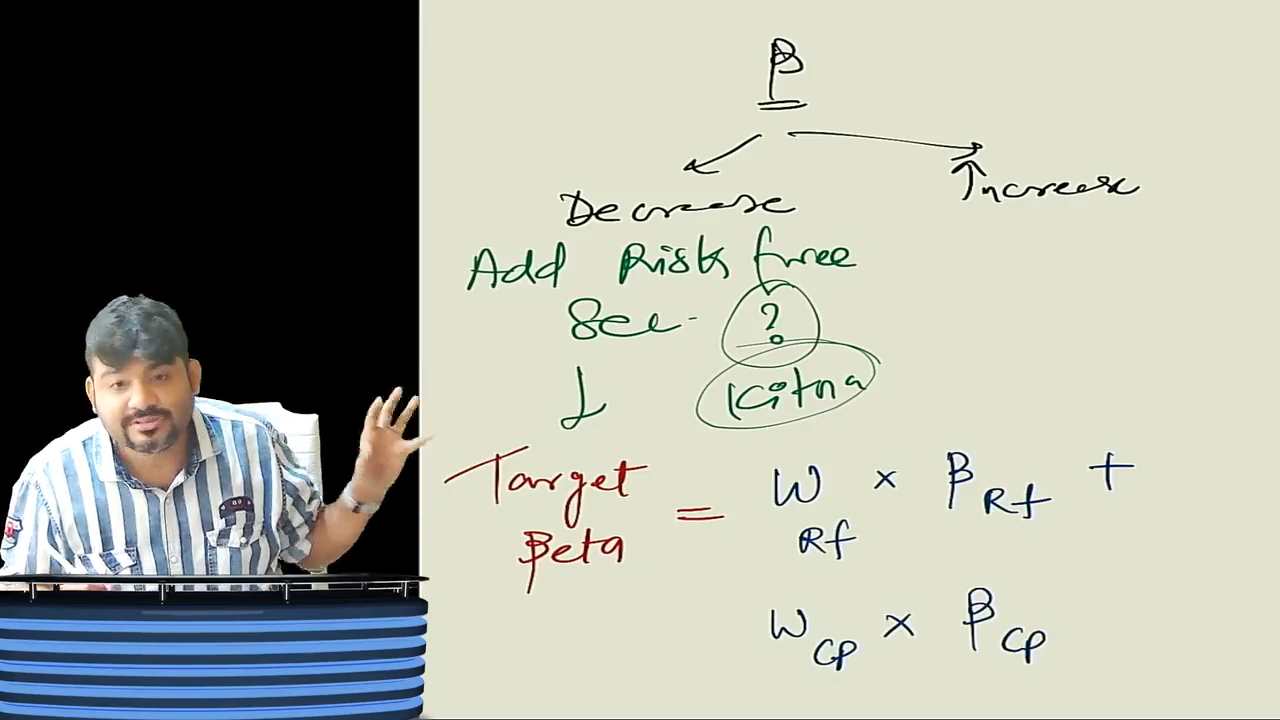 β
Decrease
Increase
Add Risk free
Sec. ?
Kitna
Target
Beta
= W Rf × β Rf +
W CP × β CP